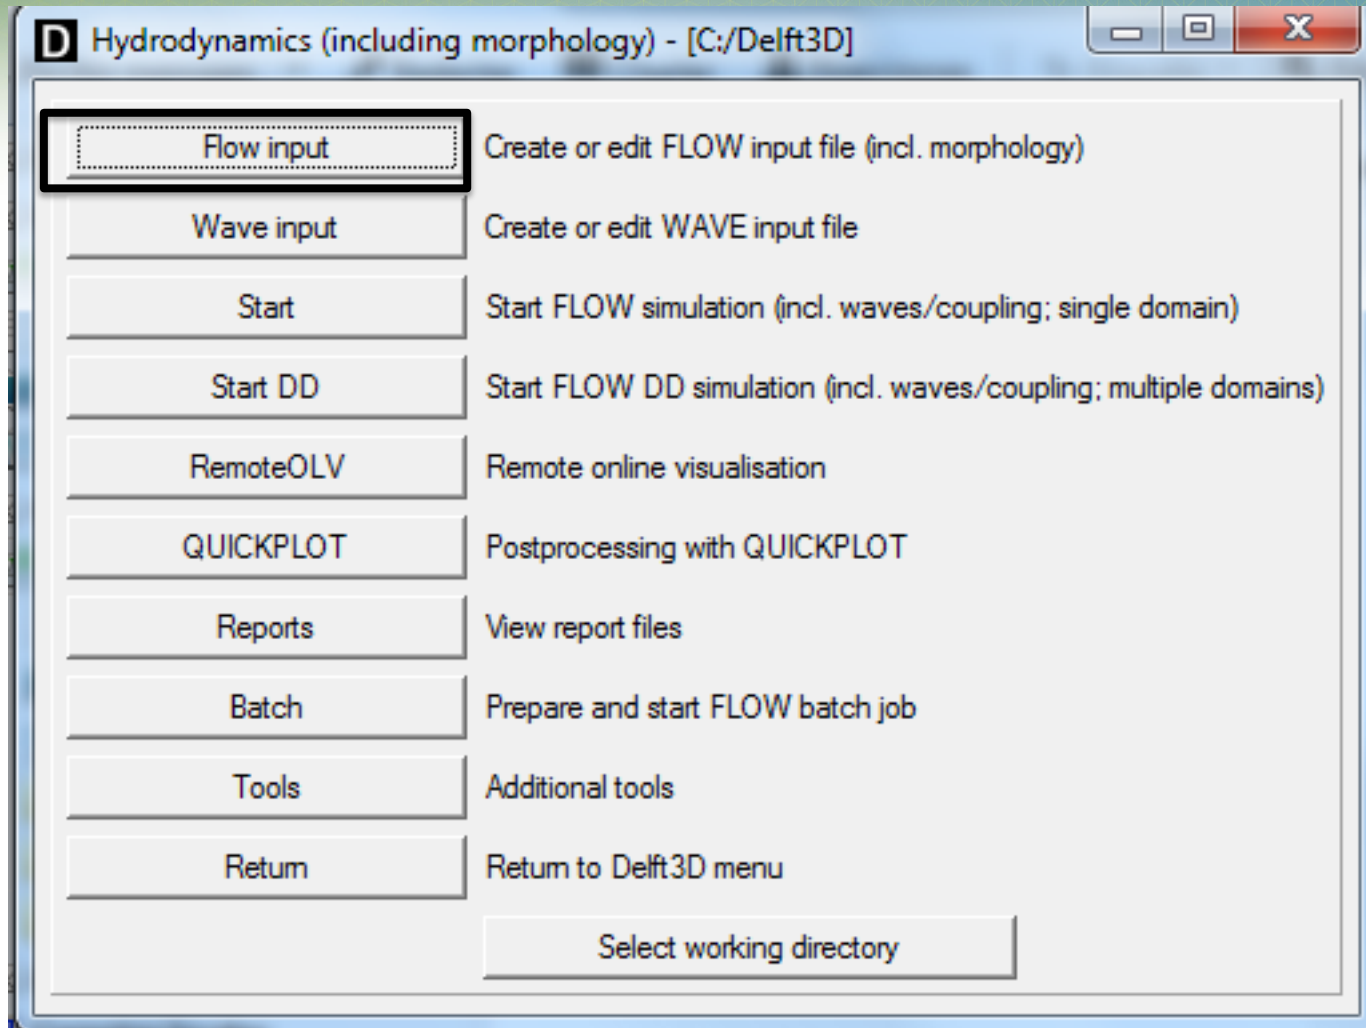 D Hydrodynamics (including morphology) - [C:/Delft3D]
Flow input Create or edit FLOW input file (incl. morphology)
Wave input Create or edit WAVE input file
Start Start FLOW simulation (incl. waves/coupling; single domain)
Start DD Start FLOW DD simulation (incl. waves/coupling; multiple domains)
RemoteOLV Remote online visualisation
QUICKPLOT Postprocessing with QUICKPLOT
Reports View report files
Batch Prepare and start FLOW batch job
Tools Additional tools
Return Return to Delft3D menu
Select working directory